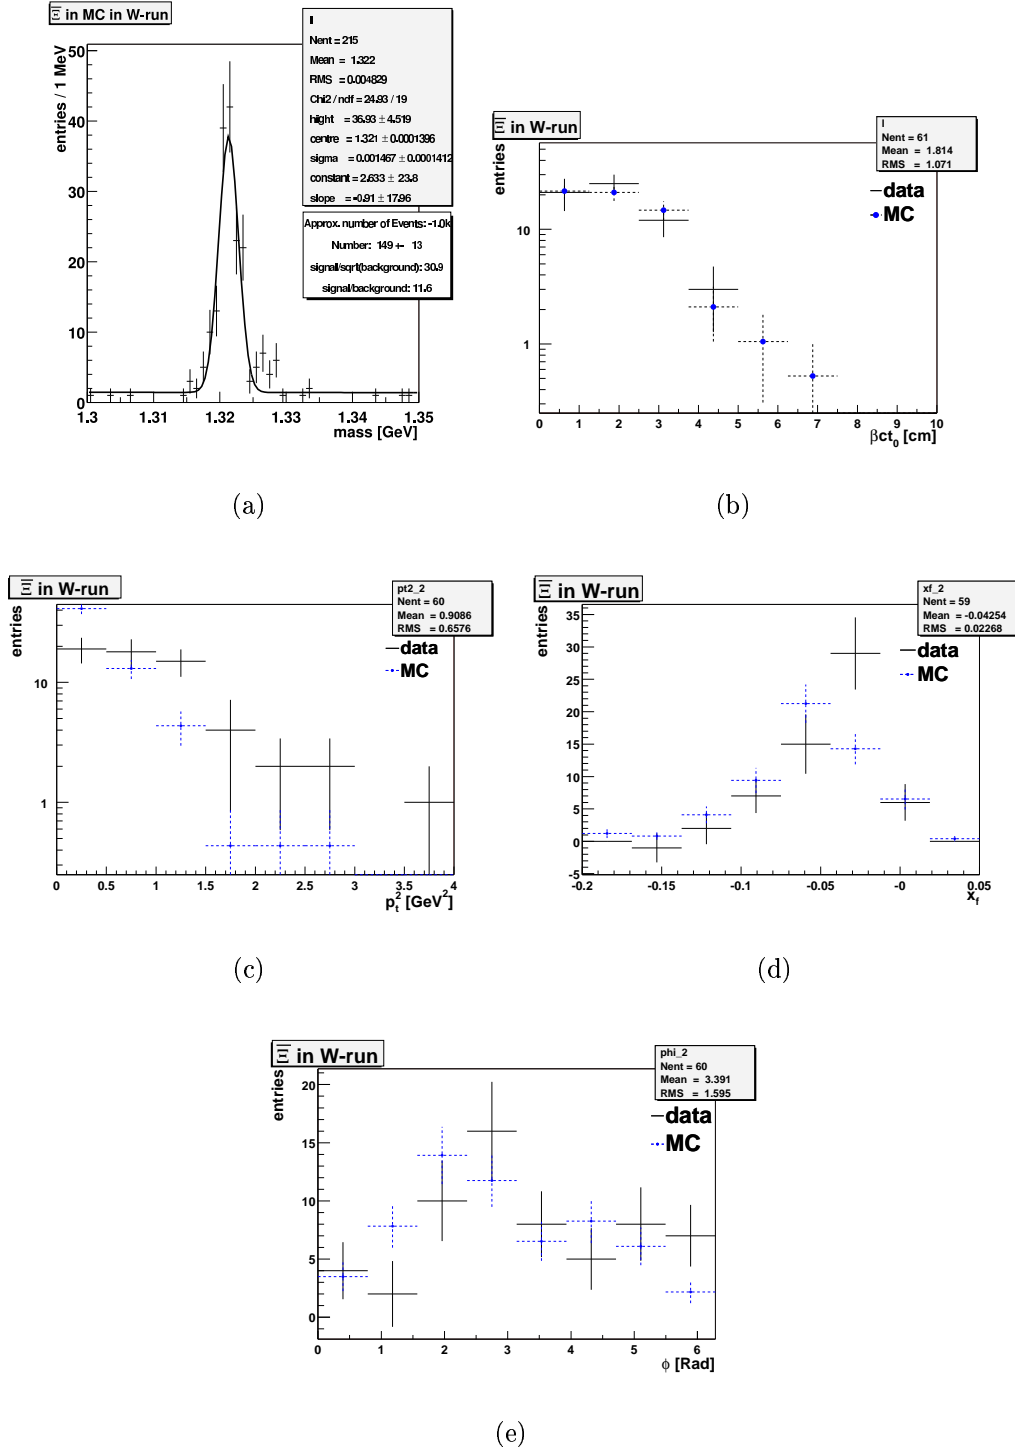 Ξ̅ in MC in W-run
I
Nent = 215
Mean = 1.322
RMS = 0.004829
Chi2 / ndf = 24.93 / 19
hight = 36.93 ± 4.519
centre = 1.321 ± 0.0001396
sigma = 0.001467 ± 0.0001412
constant = 2.633 ± 23.8
slope = -0.91 ± 17.96
Approx. number of Events: -1.0k
Number: 149 +- 13
signal/sqrt(background): 30.9
signal/background: 11.6
entries / 1 MeV
50
40
30
20
10
0
1.3 1.31 1.32 1.33 1.34 1.35
mass [GeV]
(a)
Ξ̅ in W-run
I
Nent = 61
Mean = 1.814
RMS = 1.071
data
MC
entries
10
1
0 1 2 3 4 5 6 7 8 9 10
βct₀ [cm]
(b)
Ξ̅ in W-run
pt2_2
Nent = 60
Mean = 0.9086
RMS = 0.6576
data
MC
entries
10
1
0 0.5 1 1.5 2 2.5 3 3.5 4
p_t^2 [GeV^2]
(c)
Ξ̅ in W-run
xf_2
Nent = 59
Mean = -0.04254
RMS = 0.02268
data
MC
entries
35
30
25
20
15
10
5
0
-5
-0.2 -0.15 -0.1 -0.05 -0 0.05
x_f
(d)
Ξ̅ in W-run
phi_2
Nent = 60
Mean = 3.391
RMS = 1.595
data
MC
entries
20
15
10
5
0
0 1 2 3 4 5 6
ϕ [Rad]
(e)